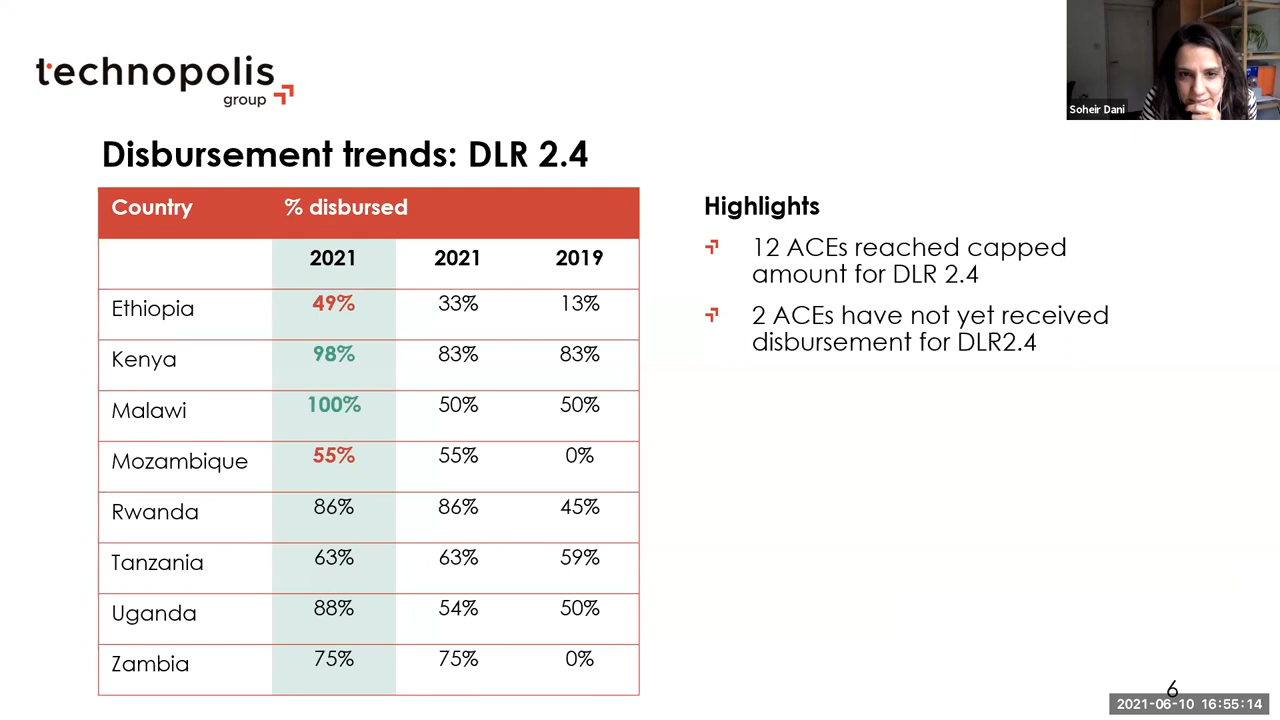 technopolis
group
Soheir Dani
Disbursement trends: DLR 2.4
Country % disbursed
2021 2021 2019
Ethiopia 49% 33% 13%
Kenya 98% 83% 83%
Malawi 100% 50% 50%
Mozambique 55% 55% 0%
Rwanda 86% 86% 45%
Tanzania 63% 63% 59%
Uganda 88% 54% 50%
Zambia 75% 75% 0%
Highlights
12 ACEs reached capped
amount for DLR 2.4
2 ACEs have not yet received
disbursement for DLR2.4
6
2021-06-10 16:55:14